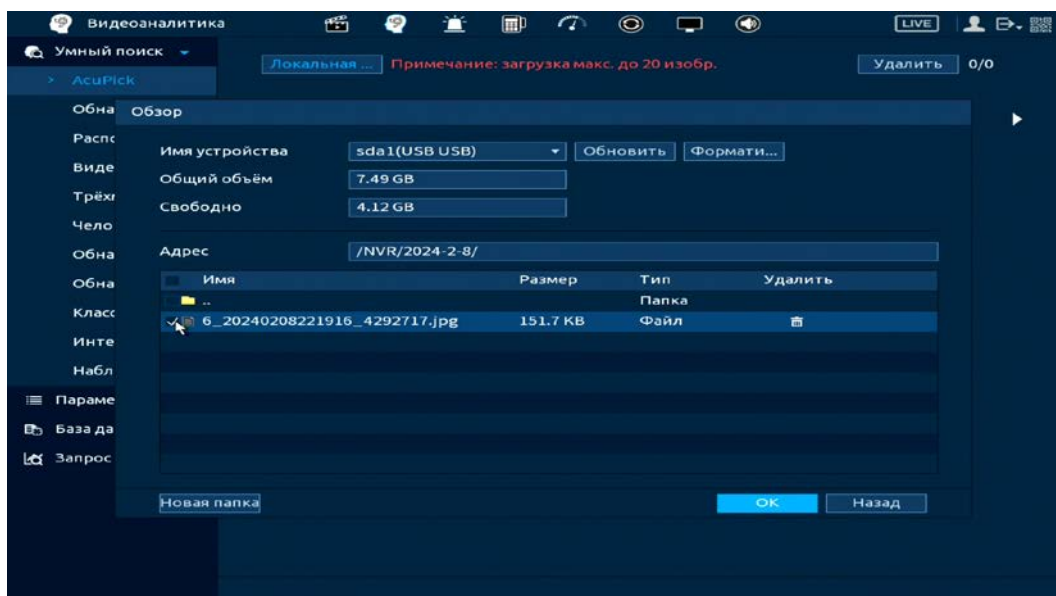 Видеоаналитика LIVE
Умный поиск
Локальная ... Примечание: загрузка макс. до 20 изобр. Удалить 0/0
> AcuPick
Обна
Обзор
Распо
Имя устройства sda1(USB USB) Обновить Формати...
Виде
Общий объём 7.49 GB
Трёх
Свободно 4.12 GB
Чело
Обна
Адрес /NVR/2024-2-8/
Обна
Имя Размер Тип Удалить
.. Папка
Класс
6_20240208221916_4292717.jpg 151.7 KB Файл
Инте
Набл
Параме
База да
Запрос
Новая папка OK Назад